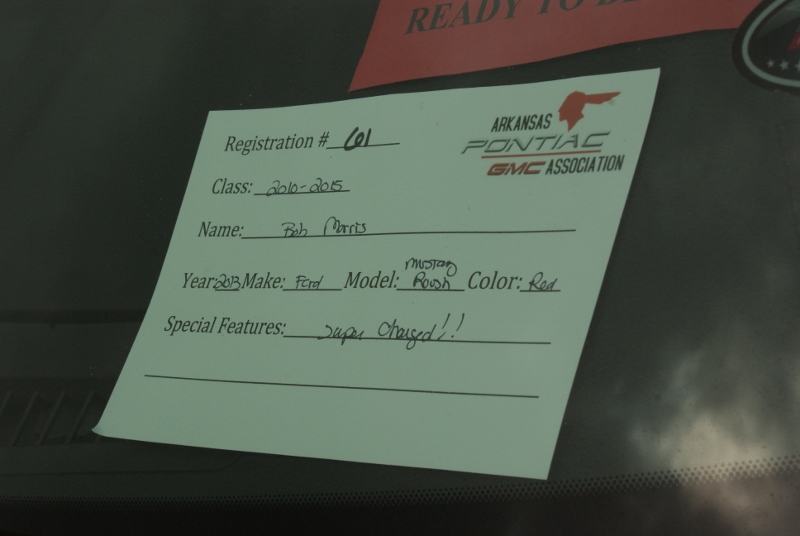 READY TO
ARKANSAS
PONTIAC
GMC ASSOCIATION
Registration # 61
Class: 2010-2015
Name: Bob Morris
Year: 2013 Make: Ford Model: Mustang Roush Color: Red
Special Features: Super Charged!!